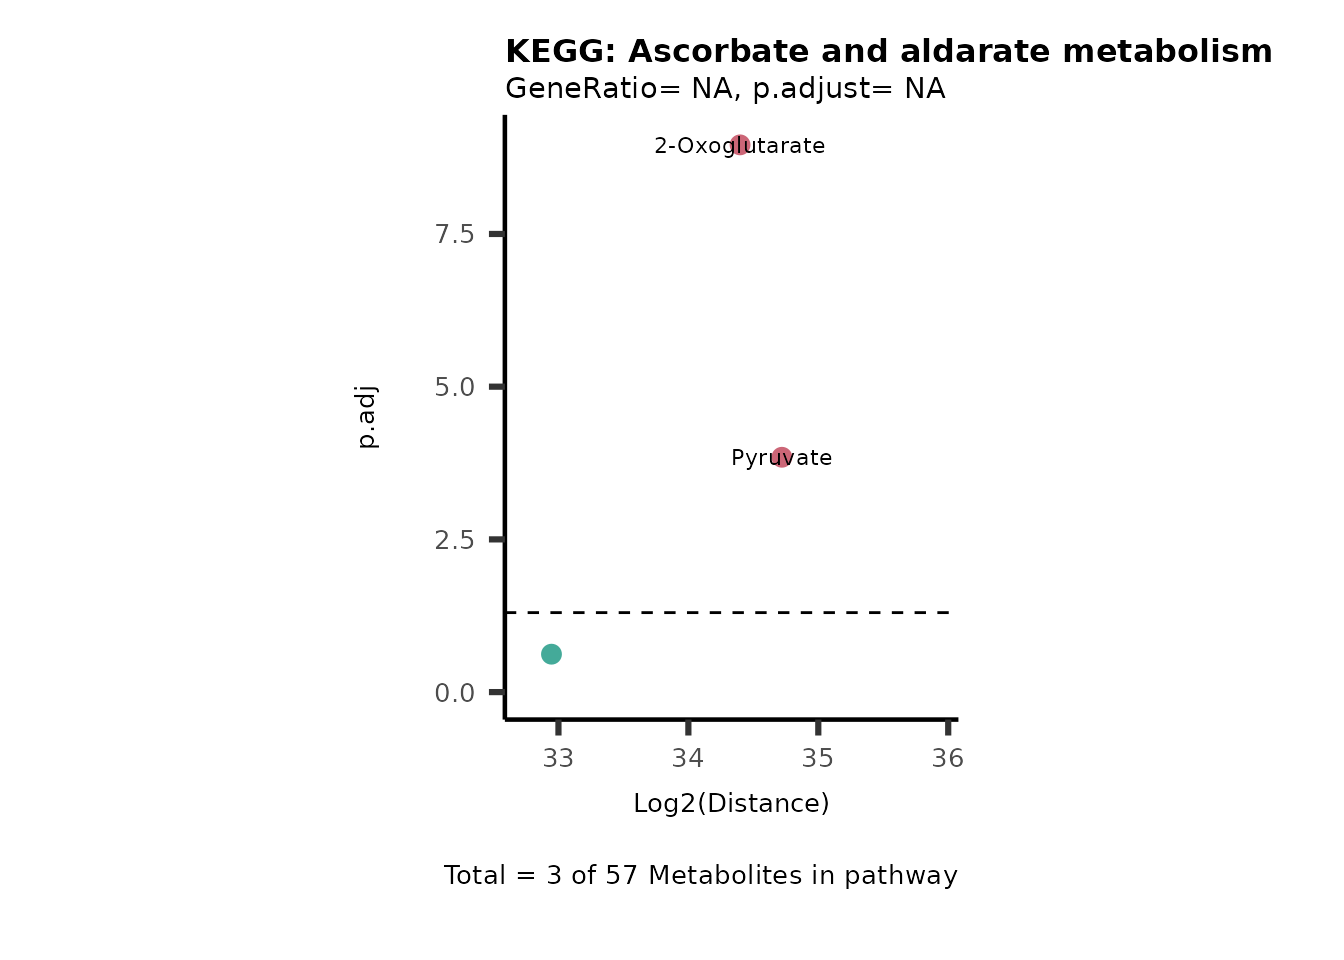 KEGG: Ascorbate and aldarate metabolism
GeneRatio= NA, p.adjust= NA
2-Oxoglutarate
7.5
5.0
p.adj
Pyruvate
2.5
0.0
33 34 35 36
Log2(Distance)
Total = 3 of 57 Metabolites in pathway